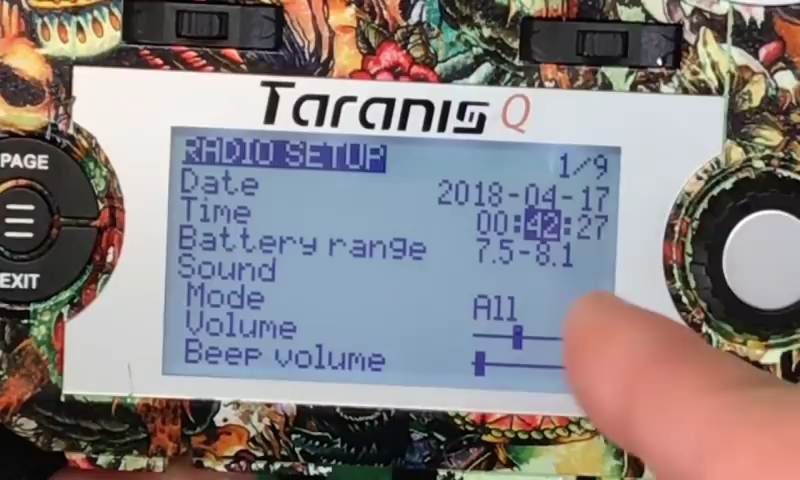 Taranis Q
PAGE
EXIT
RADIO SETUP 1/9
Date 2018-04-17
Time 00:42:27
Battery range 7.5-8.1
Sound
Mode All
Volume
Beep volume